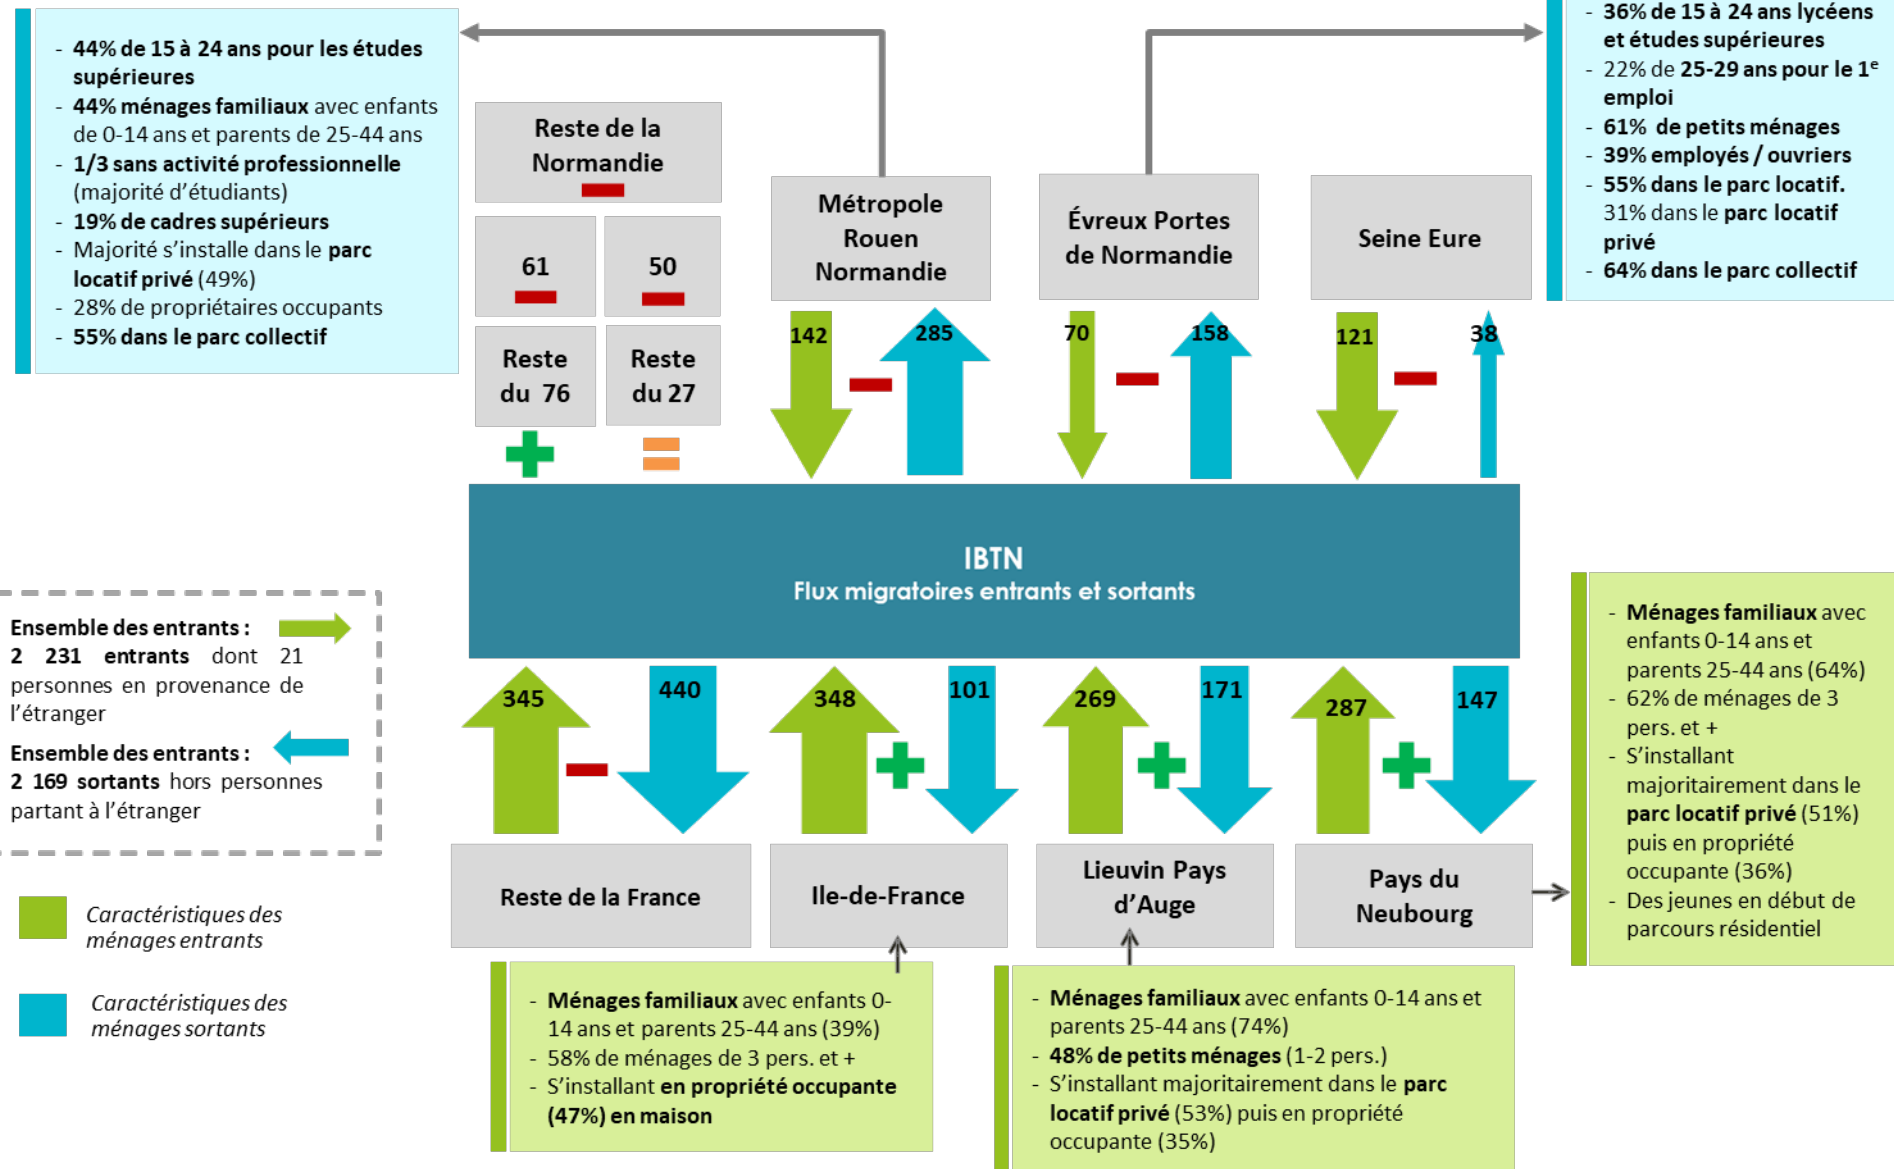 - 44% de 15 à 24 ans pour les études
supérieures
- 44% ménages familiaux avec enfants
de 0-14 ans et parents de 25-44 ans
- 1/3 sans activité professionnelle
(majorité d’étudiants)
- 19% de cadres supérieurs
- Majorité s’installe dans le parc
locatif privé (49%)
- 28% de propriétaires occupants
- 55% dans le parc collectif
- 36% de 15 à 24 ans lycéens
et études supérieures
- 22% de 25-29 ans pour le 1e
emploi
- 61% de petits ménages
- 39% employés / ouvriers
- 55% dans le parc locatif.
31% dans le parc locatif
privé
- 64% dans le parc collectif
Reste de la
Normandie
61
50
Reste
du 76
Reste
du 27
Métropole
Rouen
Normandie
Évreux Portes
de Normandie
Seine Eure
142
285
70
158
121
38
IBTN
Flux migratoires entrants et sortants
Ensemble des entrants :
2 231 entrants dont 21
personnes en provenance de
l’étranger
Ensemble des entrants :
2 169 sortants hors personnes
partant à l’étranger
345
440
348
101
269
171
287
147
Reste de la France
Ile-de-France
Lieuvin Pays
d’Auge
Pays du
Neubourg
- Ménages familiaux avec
enfants 0-14 ans et
parents 25-44 ans (64%)
- 62% de ménages de 3
pers. et +
- S’installant
majoritairement dans le
parc locatif privé (51%)
puis en propriété
occupante (36%)
- Des jeunes en début de
parcours résidentiel
Caractéristiques des
ménages entrants
Caractéristiques des
ménages sortants
- Ménages familiaux avec enfants 0-
14 ans et parents 25-44 ans (39%)
- 58% de ménages de 3 pers. et +
- S’installant en propriété occupante
(47%) en maison
- Ménages familiaux avec enfants 0-14 ans et
parents 25-44 ans (74%)
- 48% de petits ménages (1-2 pers.)
- S’installant majoritairement dans le parc
locatif privé (53%) puis en propriété
occupante (35%)